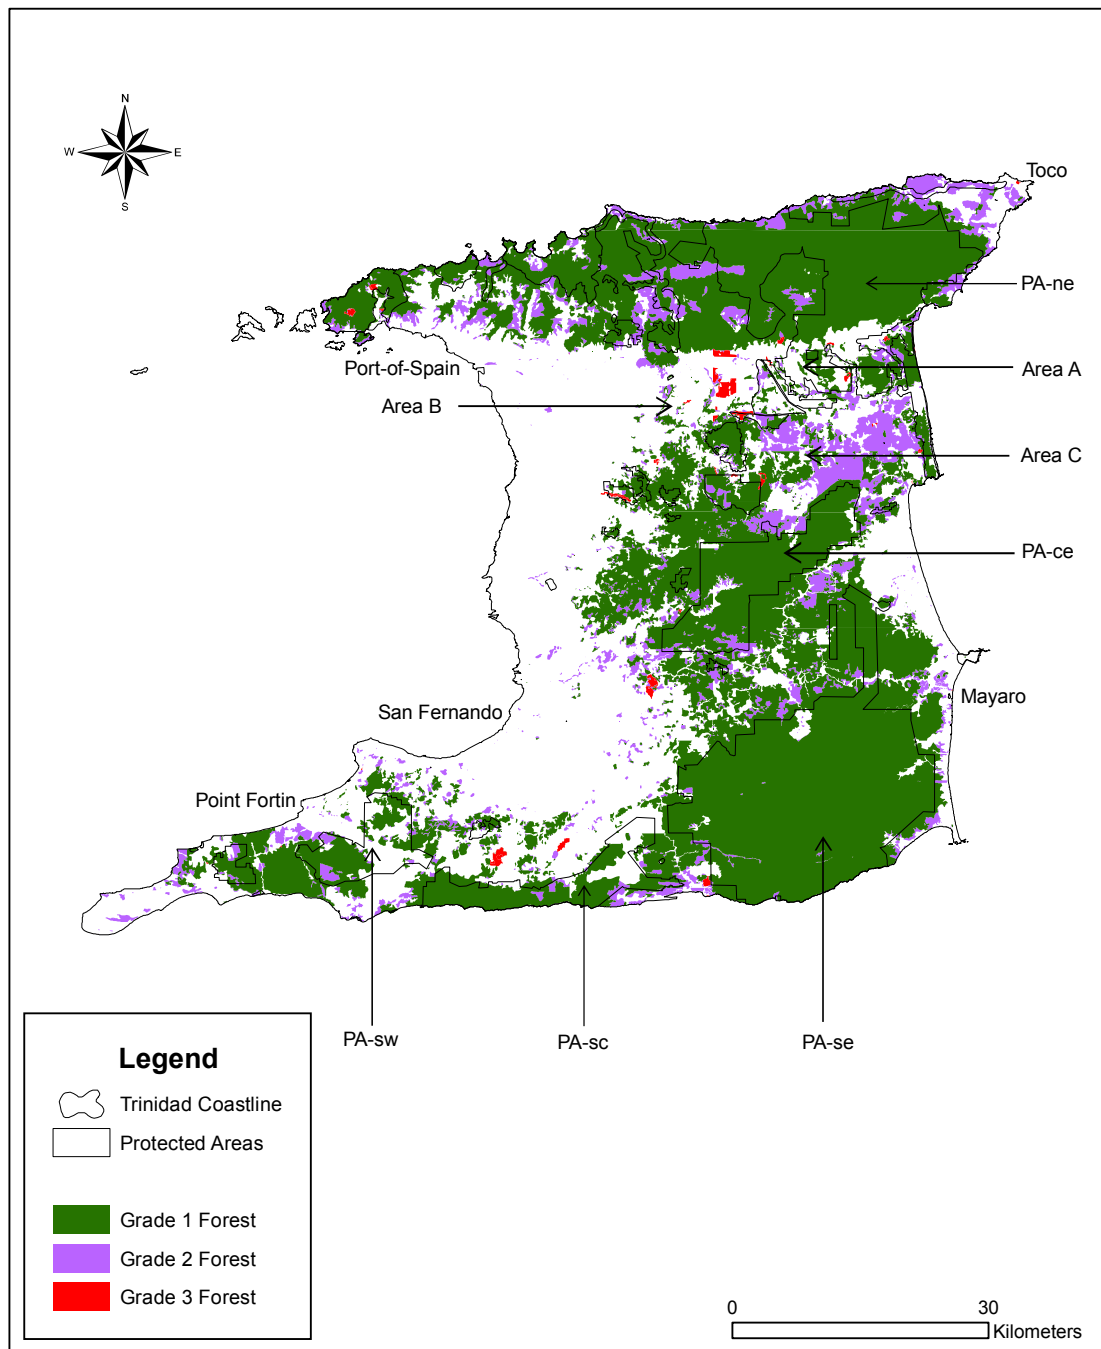 N
W
E
S
Toco
PA-ne
Port-of-Spain
Area A
Area B
Area C
PA-ce
Mayaro
San Fernando
Point Fortin
PA-sw
PA-sc
PA-se
Legend
Trinidad Coastline
Protected Areas
Grade 1 Forest
Grade 2 Forest
Grade 3 Forest
0
30
Kilometers